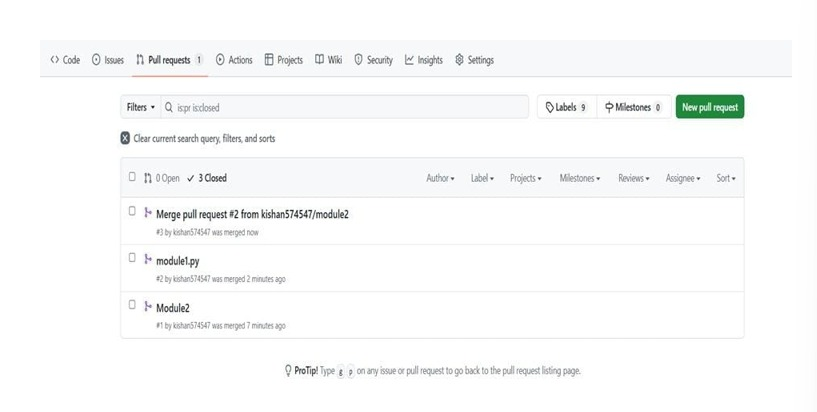 Code Issues Pull requests 1 Actions Projects Wiki Security Insights Settings
Filters is:pr is:closed Labels 9 Milestones 0 New pull request
Clear current search query, filters, and sorts
0 Open 3 Closed Author Label Projects Milestones Reviews Assignee Sort
Merge pull request #2 from kishan574547/module2
#3 by kishan574547 was merged now
module1.py
#2 by kishan574547 was merged 2 minutes ago
Module2
#1 by kishan574547 was merged 7 minutes ago
ProTip! Type g p on any issue or pull request to go back to the pull request listing page.